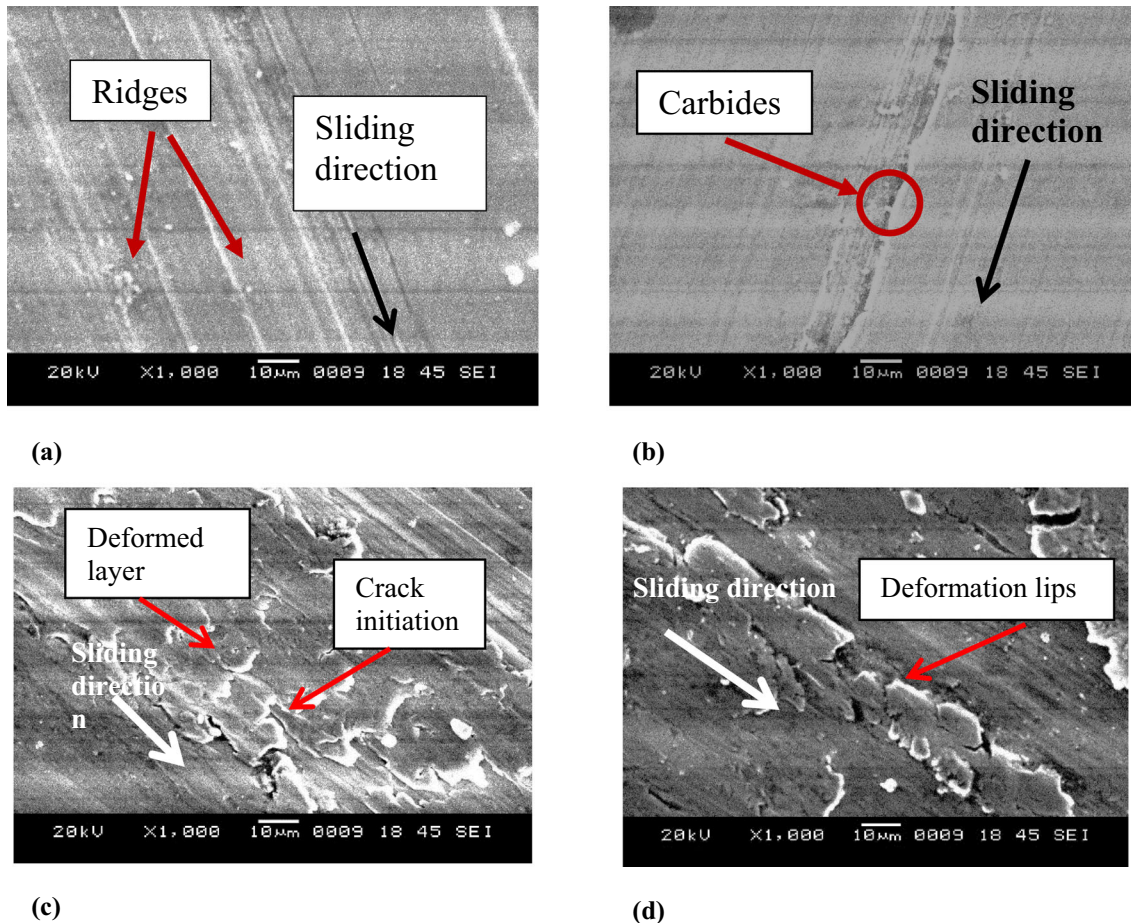 Ridges
Sliding
direction
20kV X1,000 10µm 0009 18 45 SEI
(a)
Carbides
Sliding
direction
20kV X1,000 10µm 0009 18 45 SEI
(b)
Deformed
layer
Crack
initiation
Sliding
directio
n
20kV X1,000 10µm 0009 18 45 SEI
(c)
Sliding direction
Deformation lips
20kV X1,000 10µm 0009 18 45 SEI
(d)